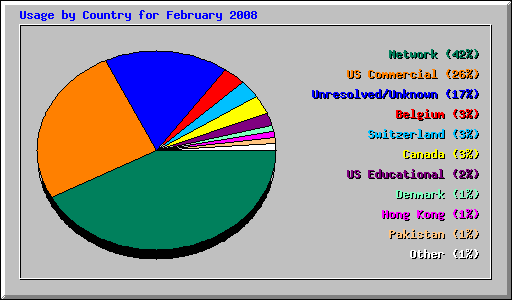 Usage by Country for February 2008
Network (42%)
US Commercial (26%)
Unresolved/Unknown (17%)
Belgium (3%)
Switzerland (3%)
Canada (3%)
US Educational (2%)
Denmark (1%)
Hong Kong (1%)
Pakistan (1%)
Other (1%)